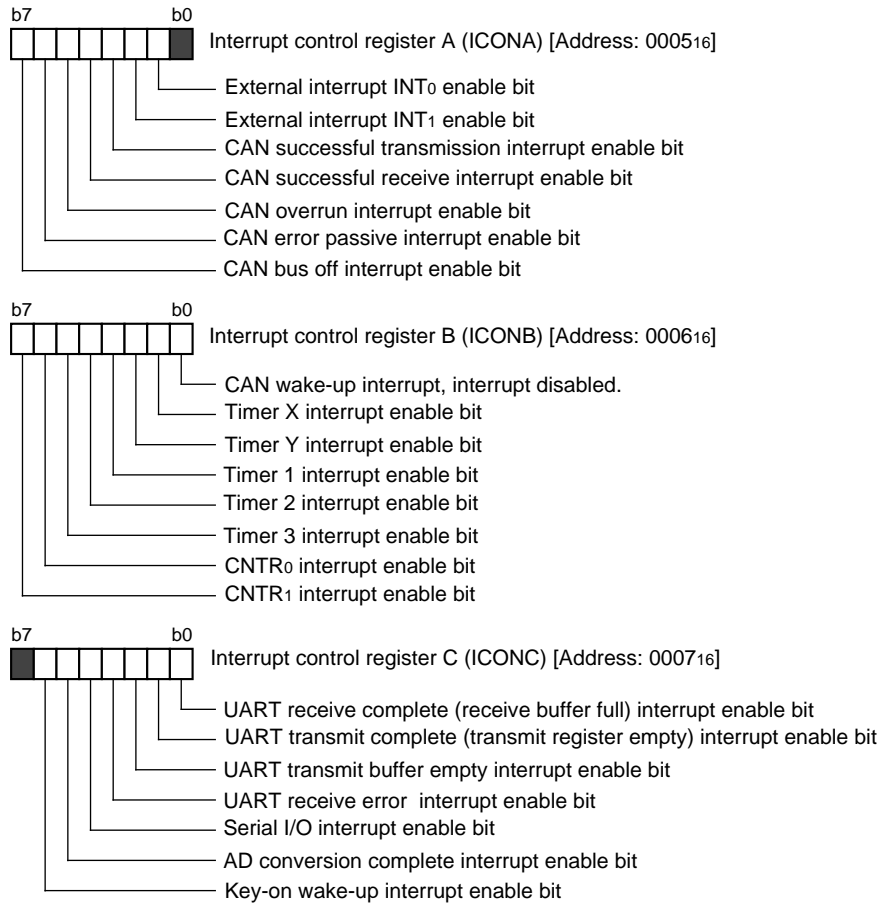 b7 b0
Interrupt control register A (ICONA) [Address: 000516]
External interrupt INT0 enable bit
External interrupt INT1 enable bit
CAN successful transmission interrupt enable bit
CAN successful receive interrupt enable bit
CAN overrun interrupt enable bit
CAN error passive interrupt enable bit
CAN bus off interrupt enable bit
b7 b0
Interrupt control register B (ICONB) [Address: 000616]
CAN wake-up interrupt, interrupt disabled.
Timer X interrupt enable bit
Timer Y interrupt enable bit
Timer 1 interrupt enable bit
Timer 2 interrupt enable bit
Timer 3 interrupt enable bit
CNTR0 interrupt enable bit
CNTR1 interrupt enable bit
b7 b0
Interrupt control register C (ICONC) [Address: 000716]
UART receive complete (receive buffer full) interrupt enable bit
UART transmit complete (transmit register empty) interrupt enable bit
UART transmit buffer empty interrupt enable bit
UART receive error interrupt enable bit
Serial I/O interrupt enable bit
AD conversion complete interrupt enable bit
Key-on wake-up interrupt enable bit